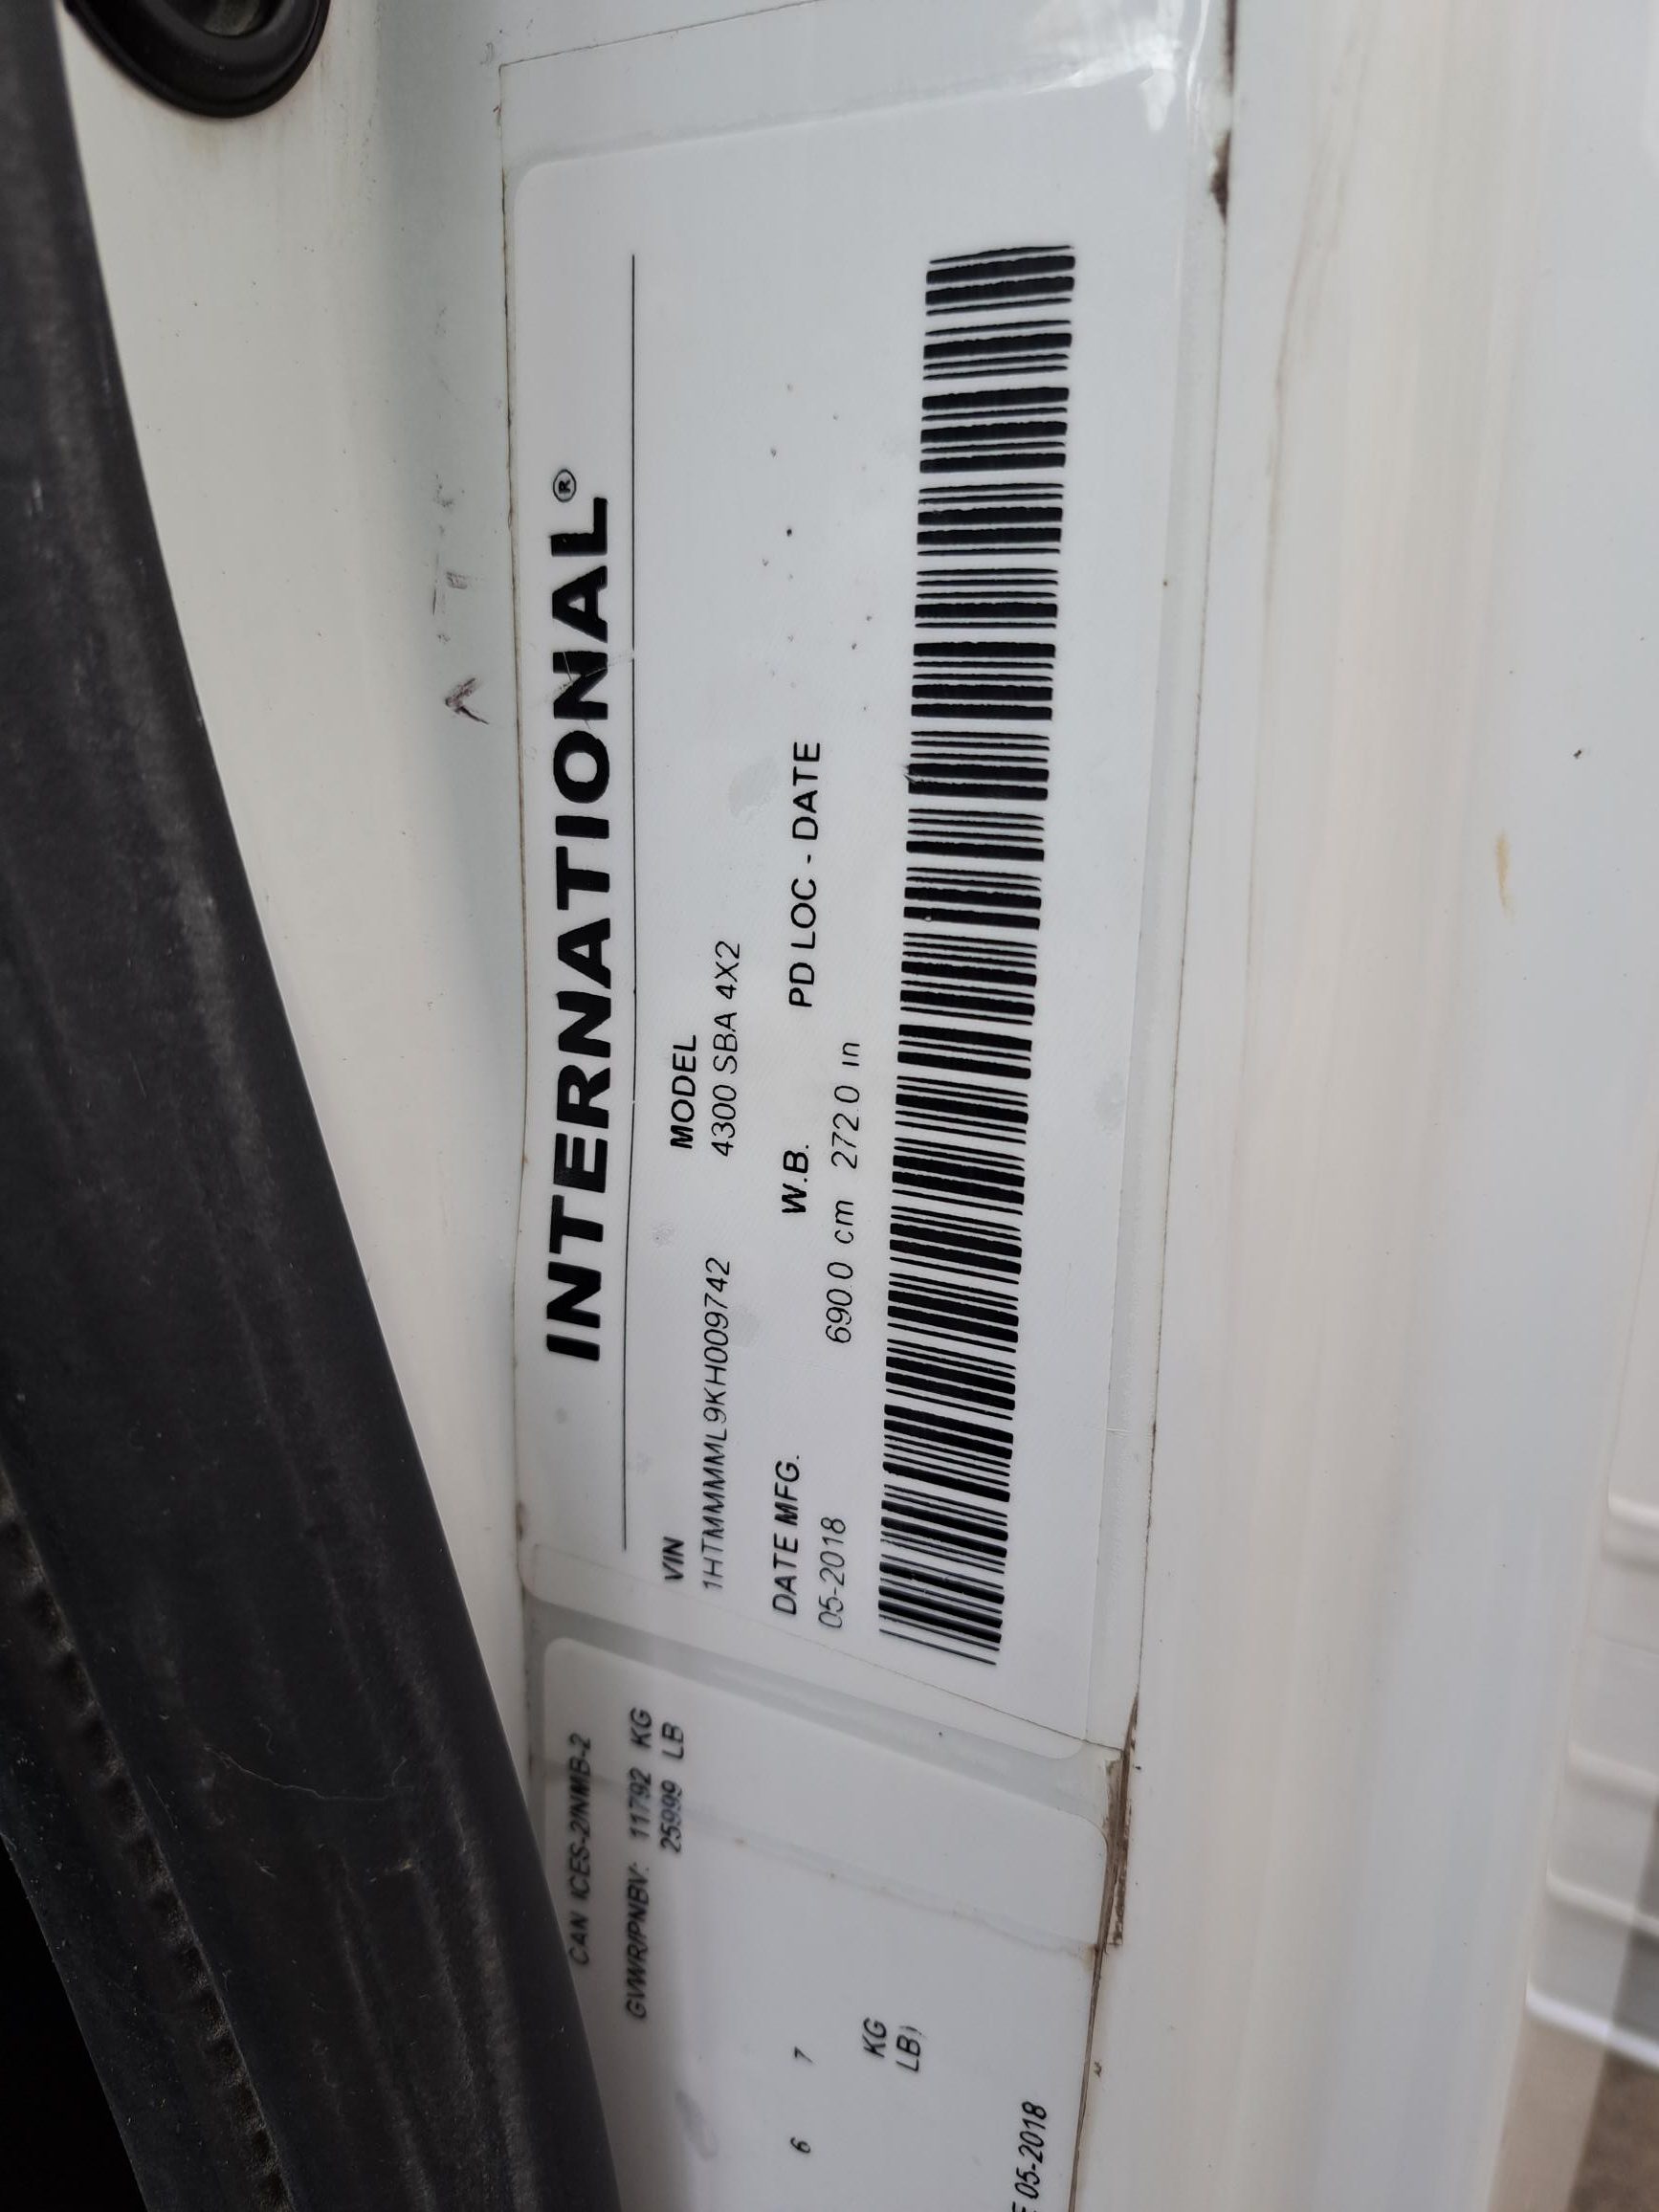 INTERNATIONAL®
VIN MODEL
1HTMMMML9KH009742 4300 SBA 4X2
DATE MFG. W.B. PD LOC - DATE
05-2018 690.0 cm 272.0 in
CAN ICES-2/NMB-2
GVWR/PNBV: 11792 KG
25999 LB
6 7
KG
LB)
E 05-2018